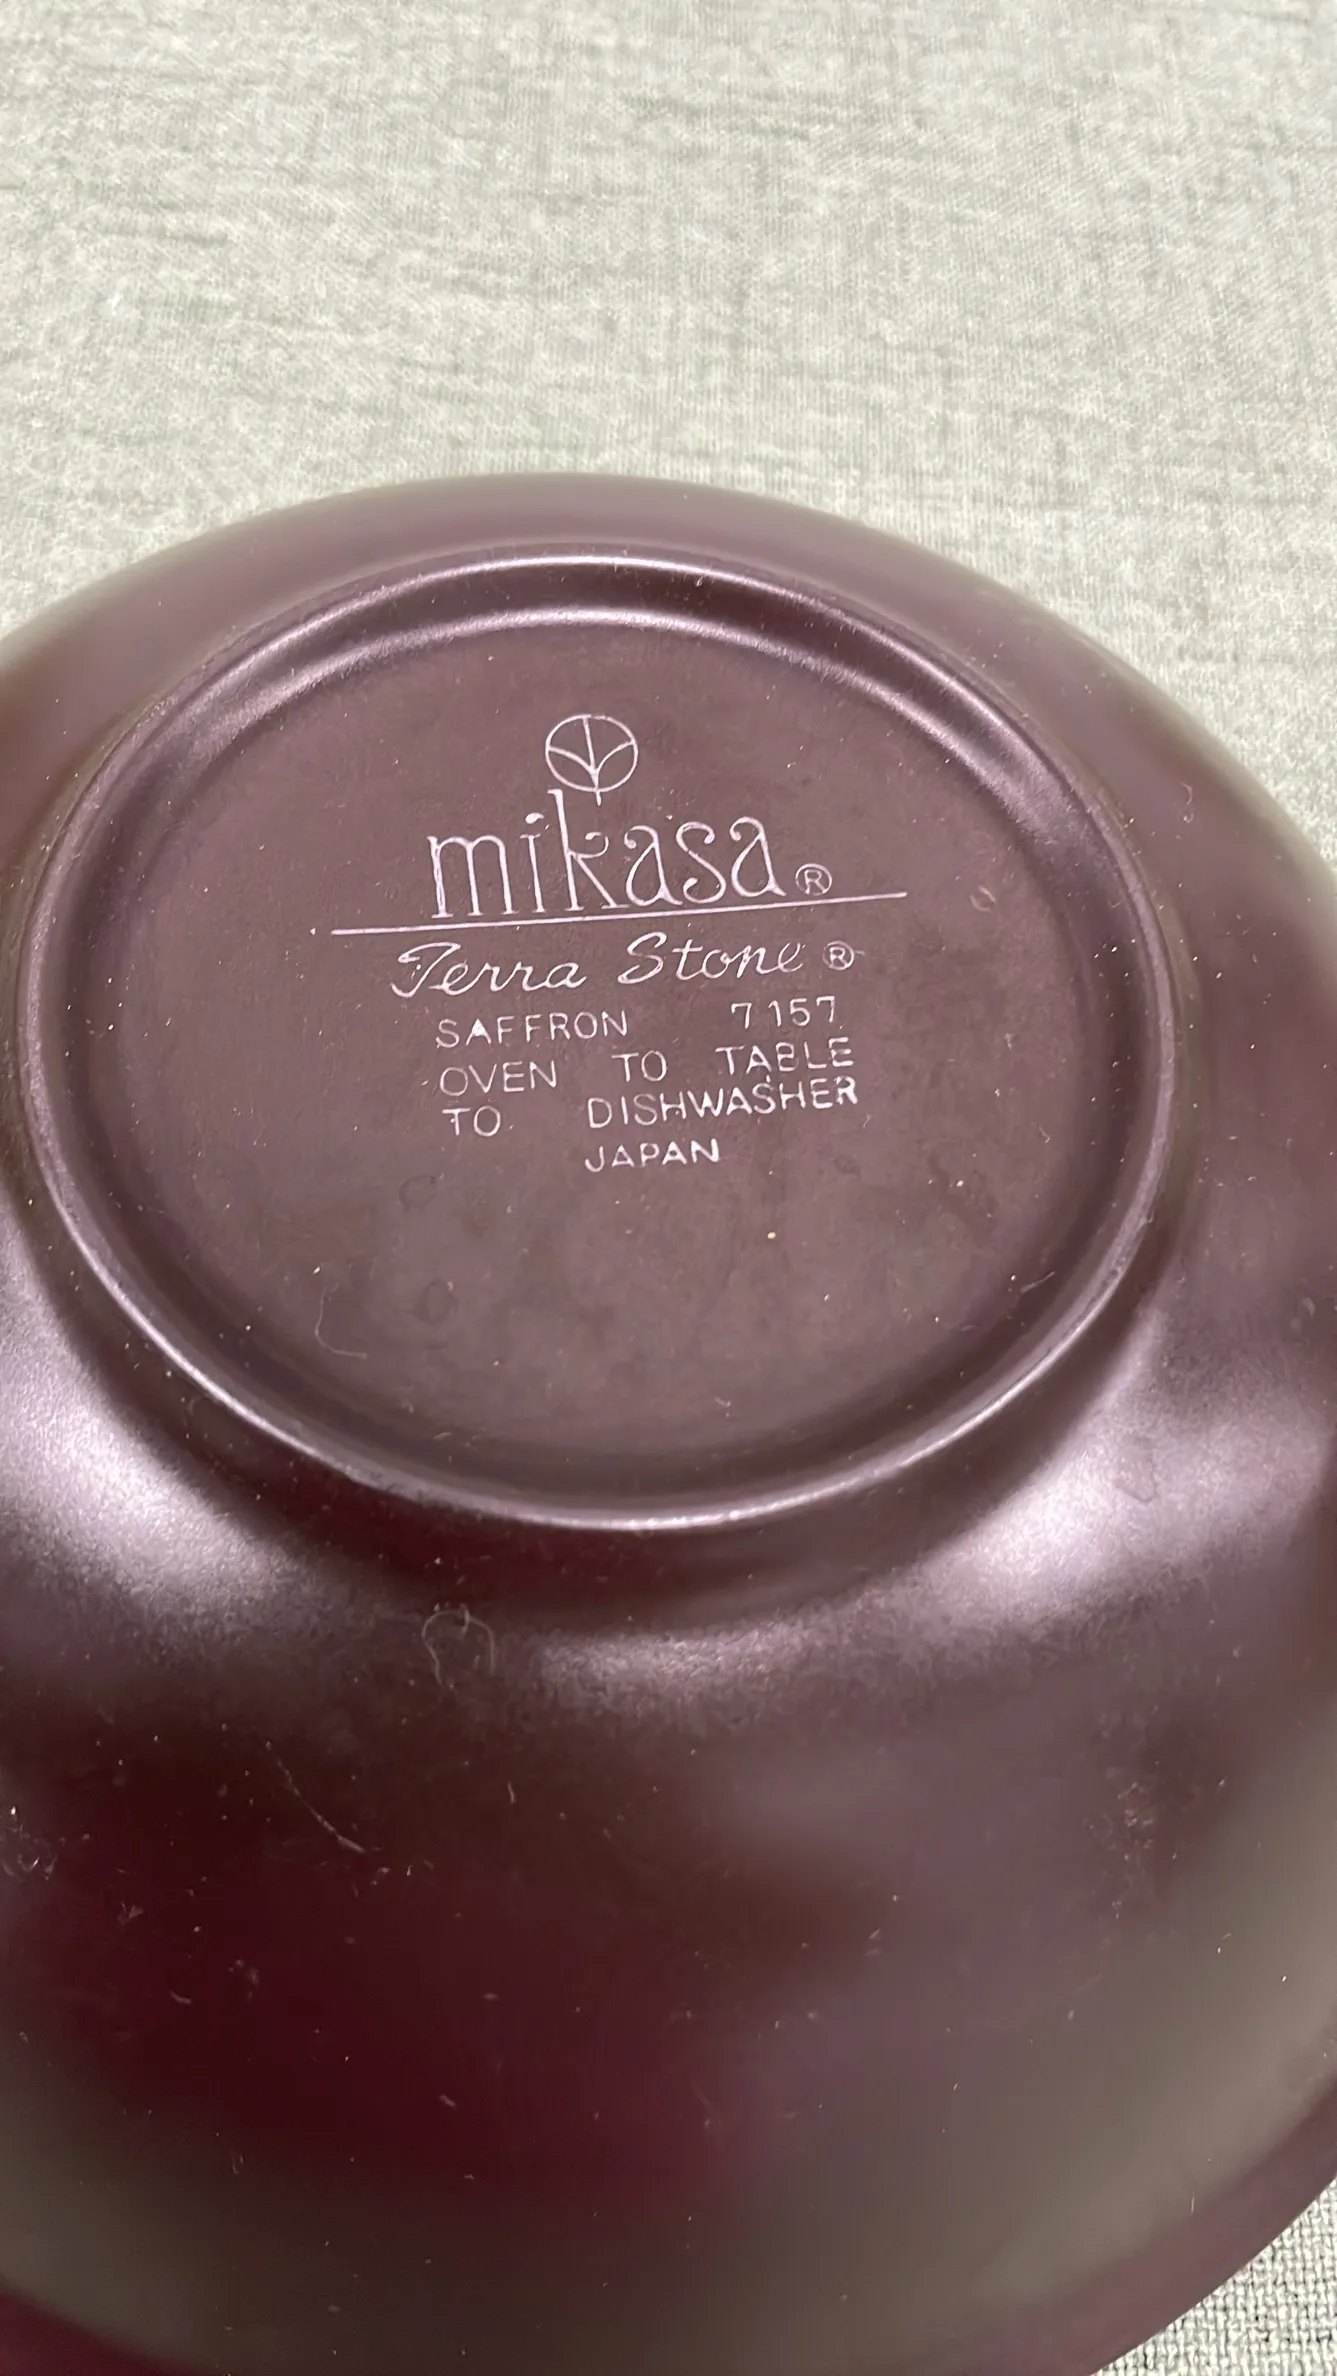 mikasa®
Terra Stone®
SAFFRON 7157
OVEN TO TABLE
TO DISHWASHER
JAPAN